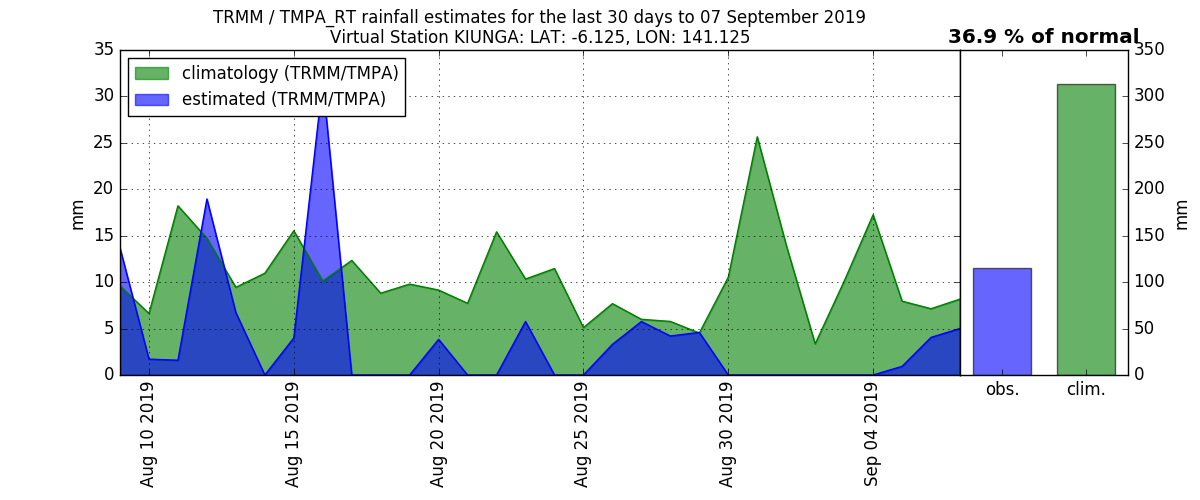 TRMM / TMPA_RT rainfall estimates for the last 30 days to 07 September 2019
Virtual Station KIUNGA: LAT: -6.125, LON: 141.125
36.9 % of normal
climatology (TRMM/TMPA)
estimated (TRMM/TMPA)
35
30
25
20
15
10
5
0
mm
Aug 10 2019
Aug 15 2019
Aug 20 2019
Aug 25 2019
Aug 30 2019
Sep 04 2019
350
300
250
200
150
100
50
0
mm
obs.
clim.